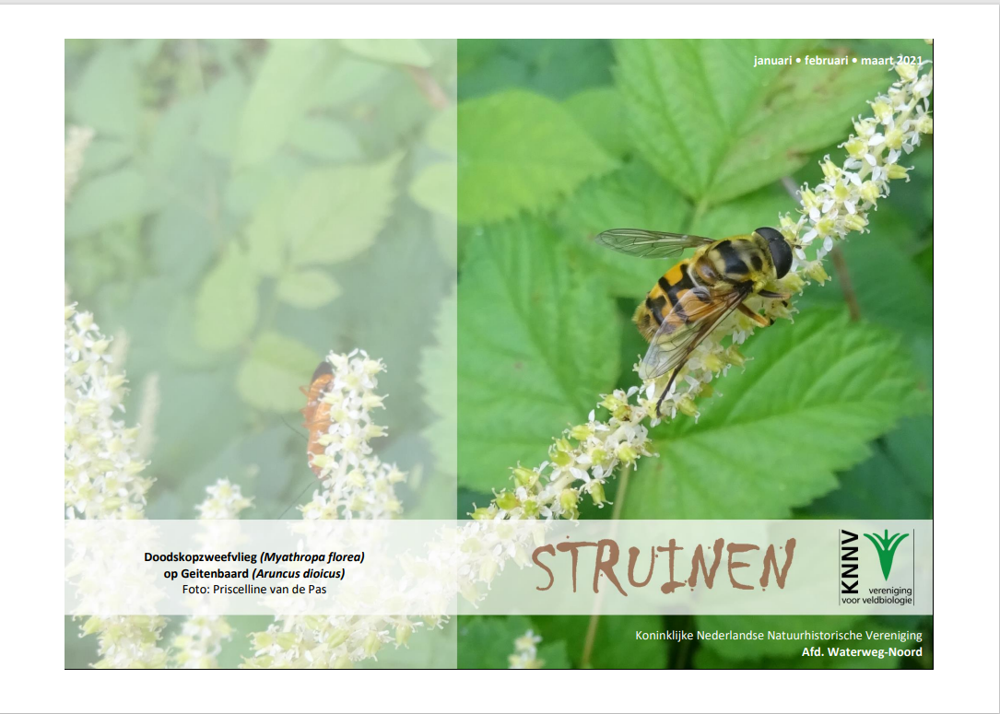 januari • februari • maart 2021
Doodskopzweefvlieg (Myathropa florea)
op Geitenbaard (Aruncus dioicus)
Foto: Priscelline van de Pas
STRUINEN
KNNV
vereniging
voor veldbiologie
Koninklijke Nederlandse Natuurhistorische Vereniging
Afd. Waterweg-Noord